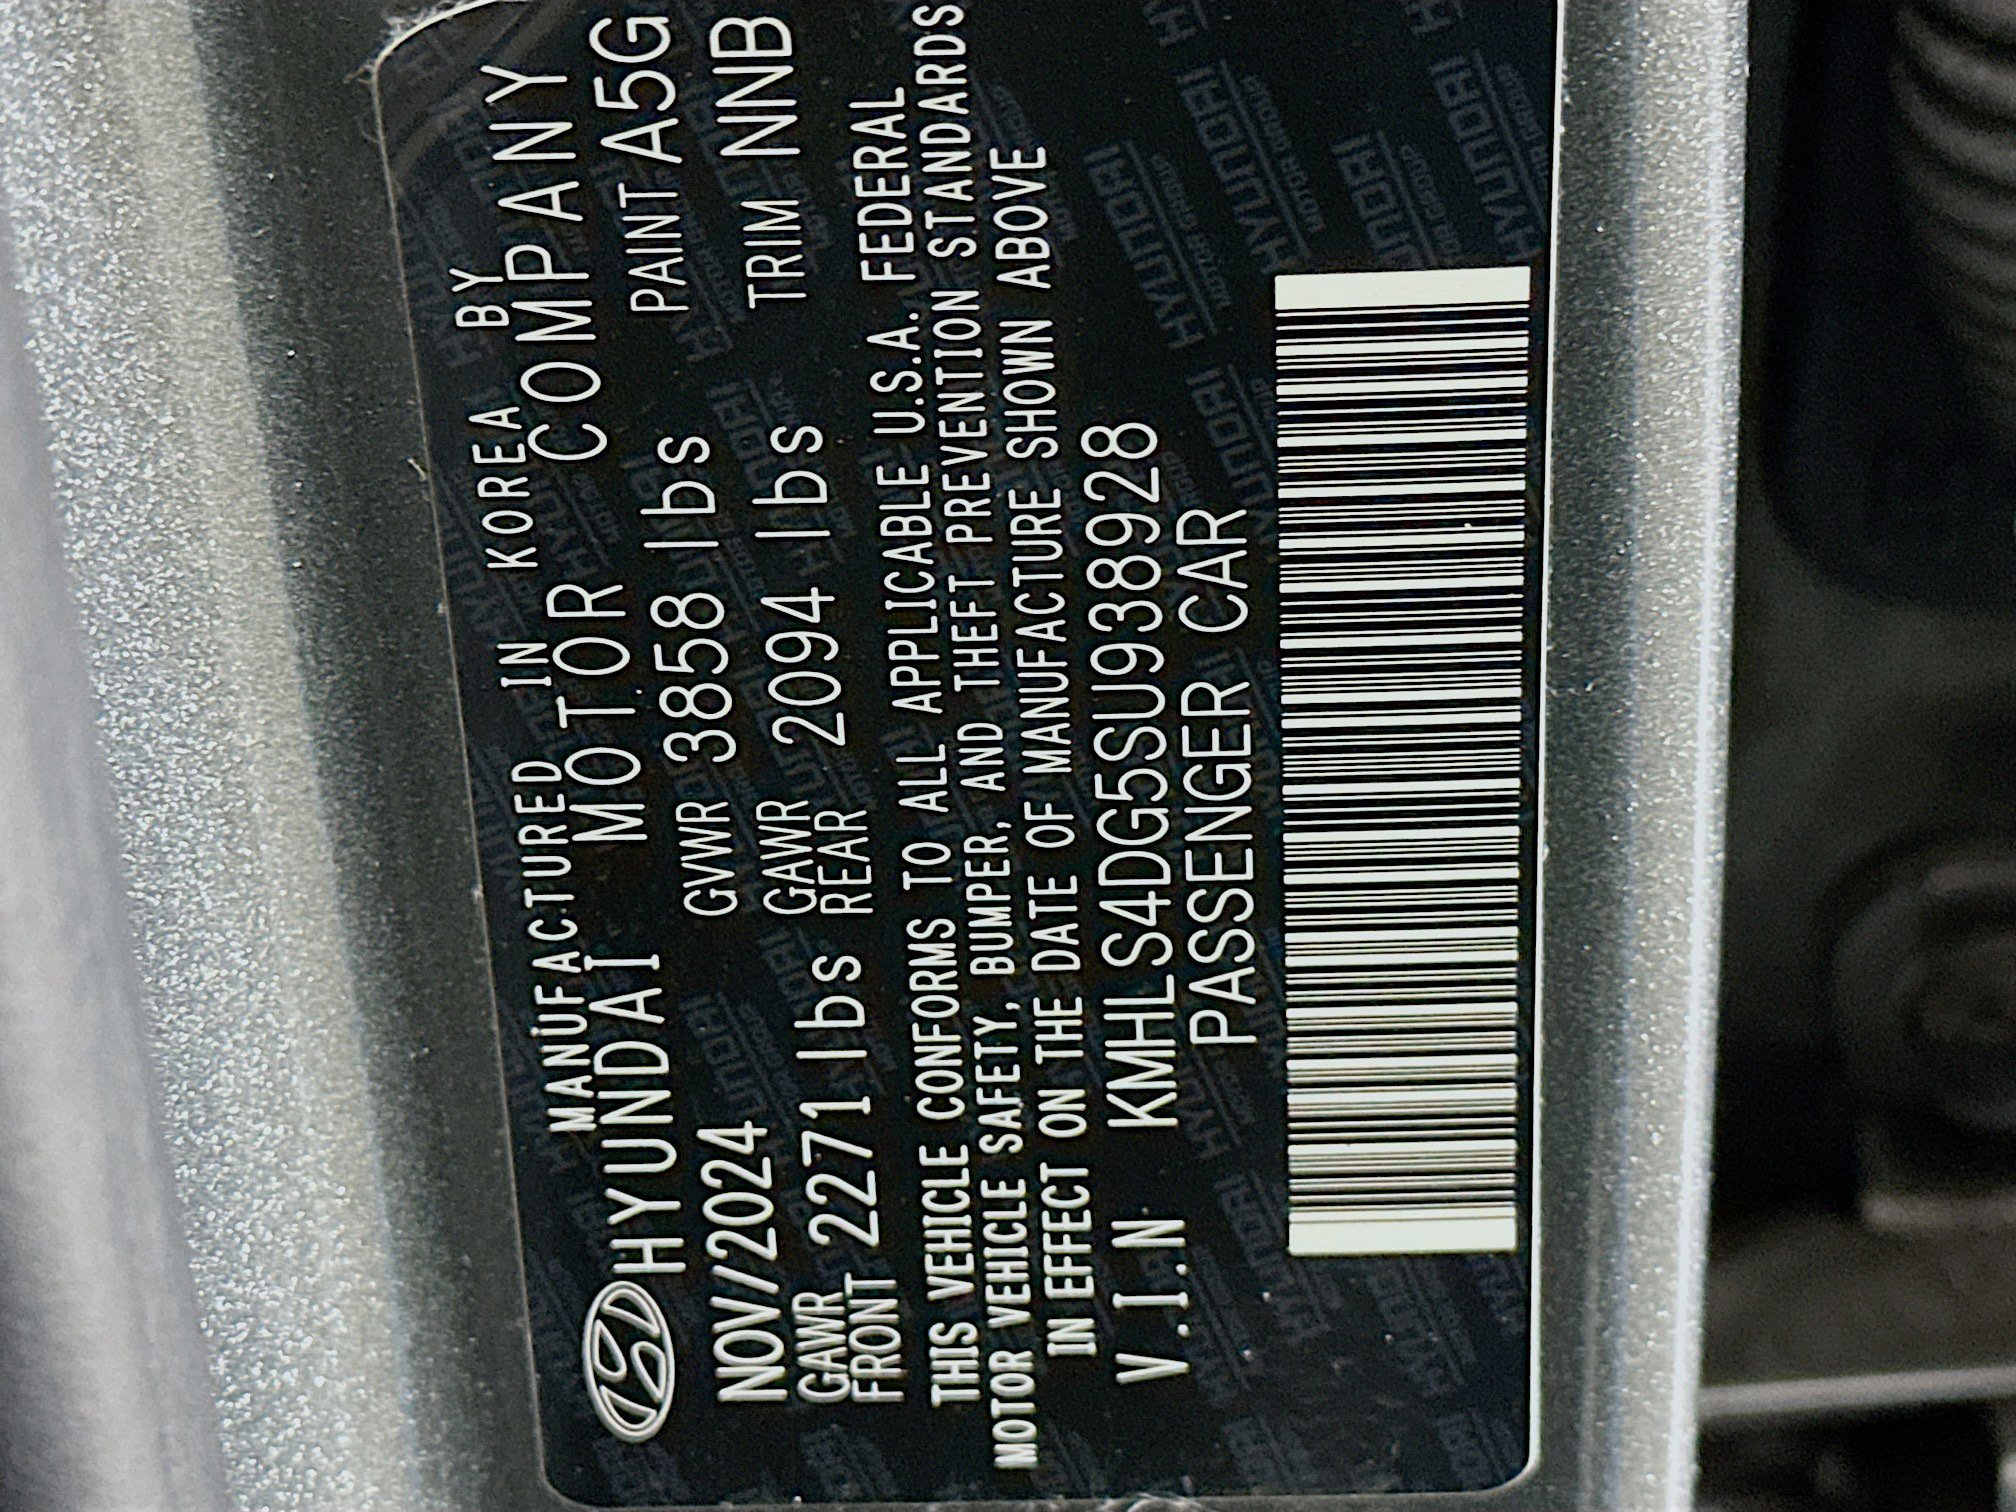 MANUFACTURED IN KOREA BY
HYUNDAI MOTOR COMPANY
NOV/2024 GVWR 3858 lbs PAINT A5G
GAWR FRONT 2271 lbs GAWR REAR 2094 lbs TRIM NNB
THIS VEHICLE CONFORMS TO ALL APPLICABLE U.S.A. FEDERAL
MOTOR VEHICLE SAFETY, BUMPER, AND THEFT PREVENTION STANDARDS
IN EFFECT ON THE DATE OF MANUFACTURE SHOWN ABOVE
V.I.N KMHLS4DG5SU938928
PASSENGER CAR